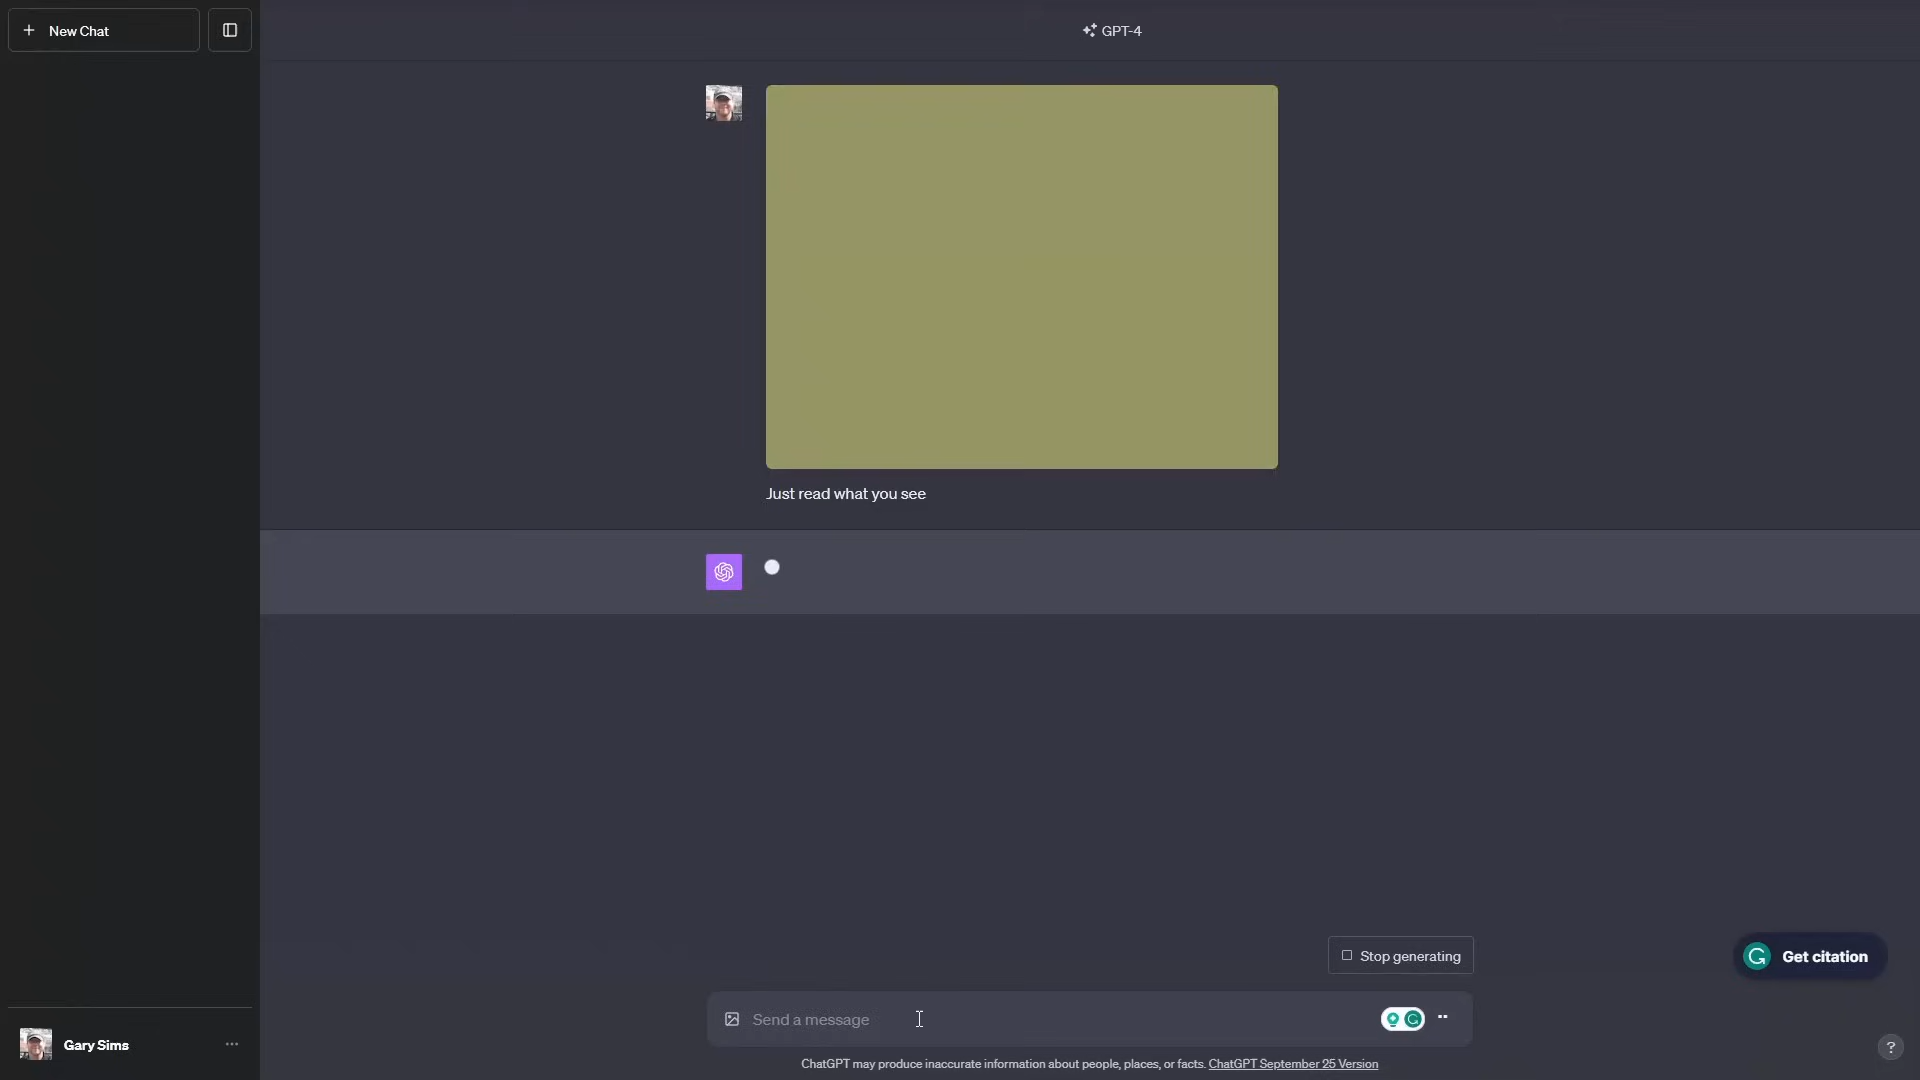 New Chat
GPT-4
Just read what you see
Stop generating
Get citation
Send a message
Gary Sims
ChatGPT may produce inaccurate information about people, places, or facts. ChatGPT September 25 Version
?